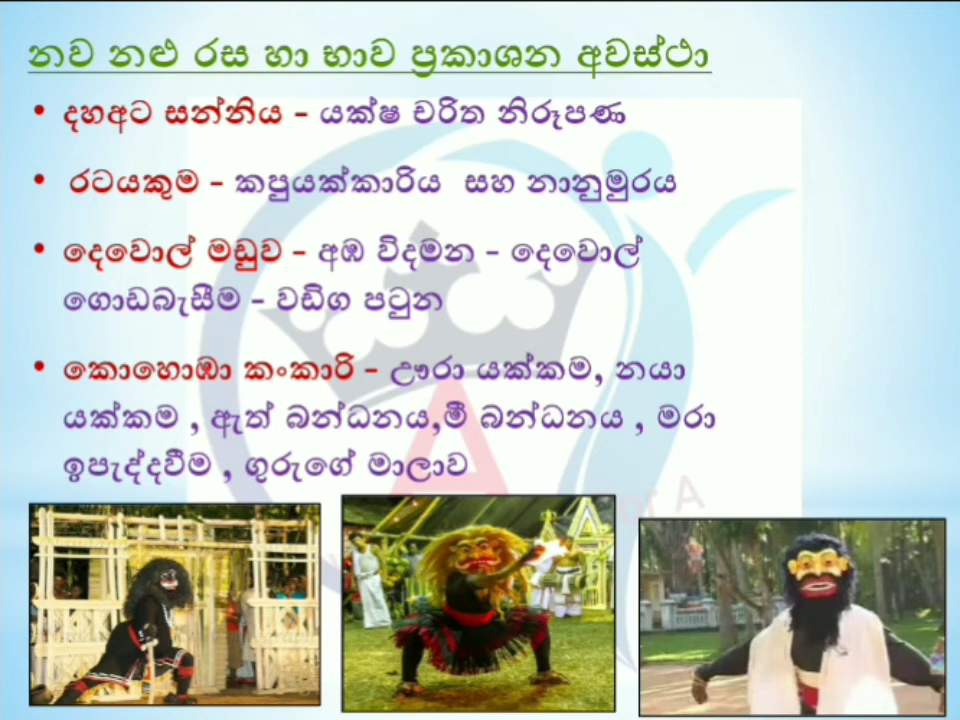 නව නළු රස හා භාව ප්‍රකාශන අවස්ථා
• දහඅට සන්නිය - යක්ෂ චරිත නිරූපණ
• රටයකුම - කපුයක්කාරිය සහ නානුමුරය
• දෙවොල් මඩුව - අඹ විදමන - දෙවොල්
ගොඩබැසීම - වඩිග පටුන
• කොහොඹා කංකාරි - ඌරා යක්කම, නයා
යක්කම , ඇත් බන්ධනය,මී බන්ධනය , මරා
ඉපැද්දවීම , ගුරුගේ මාලාව